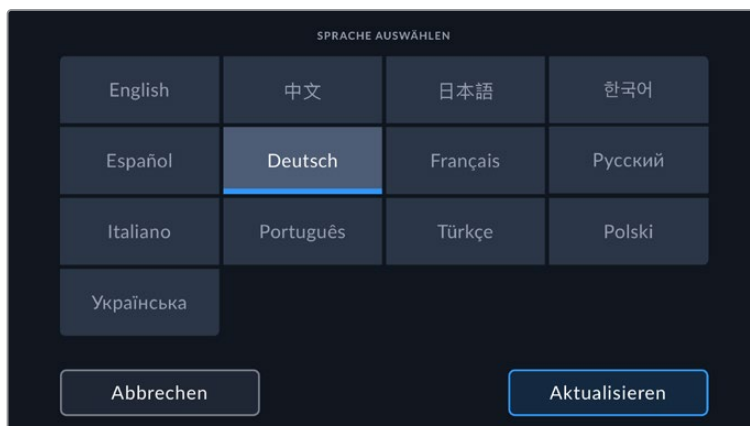 SPRACHE AUSWÄHLEN
English 中文 日本語 한국어
Español Deutsch Français Русский
Italiano Português Türkçe Polski
Українська
Abbrechen Aktualisieren